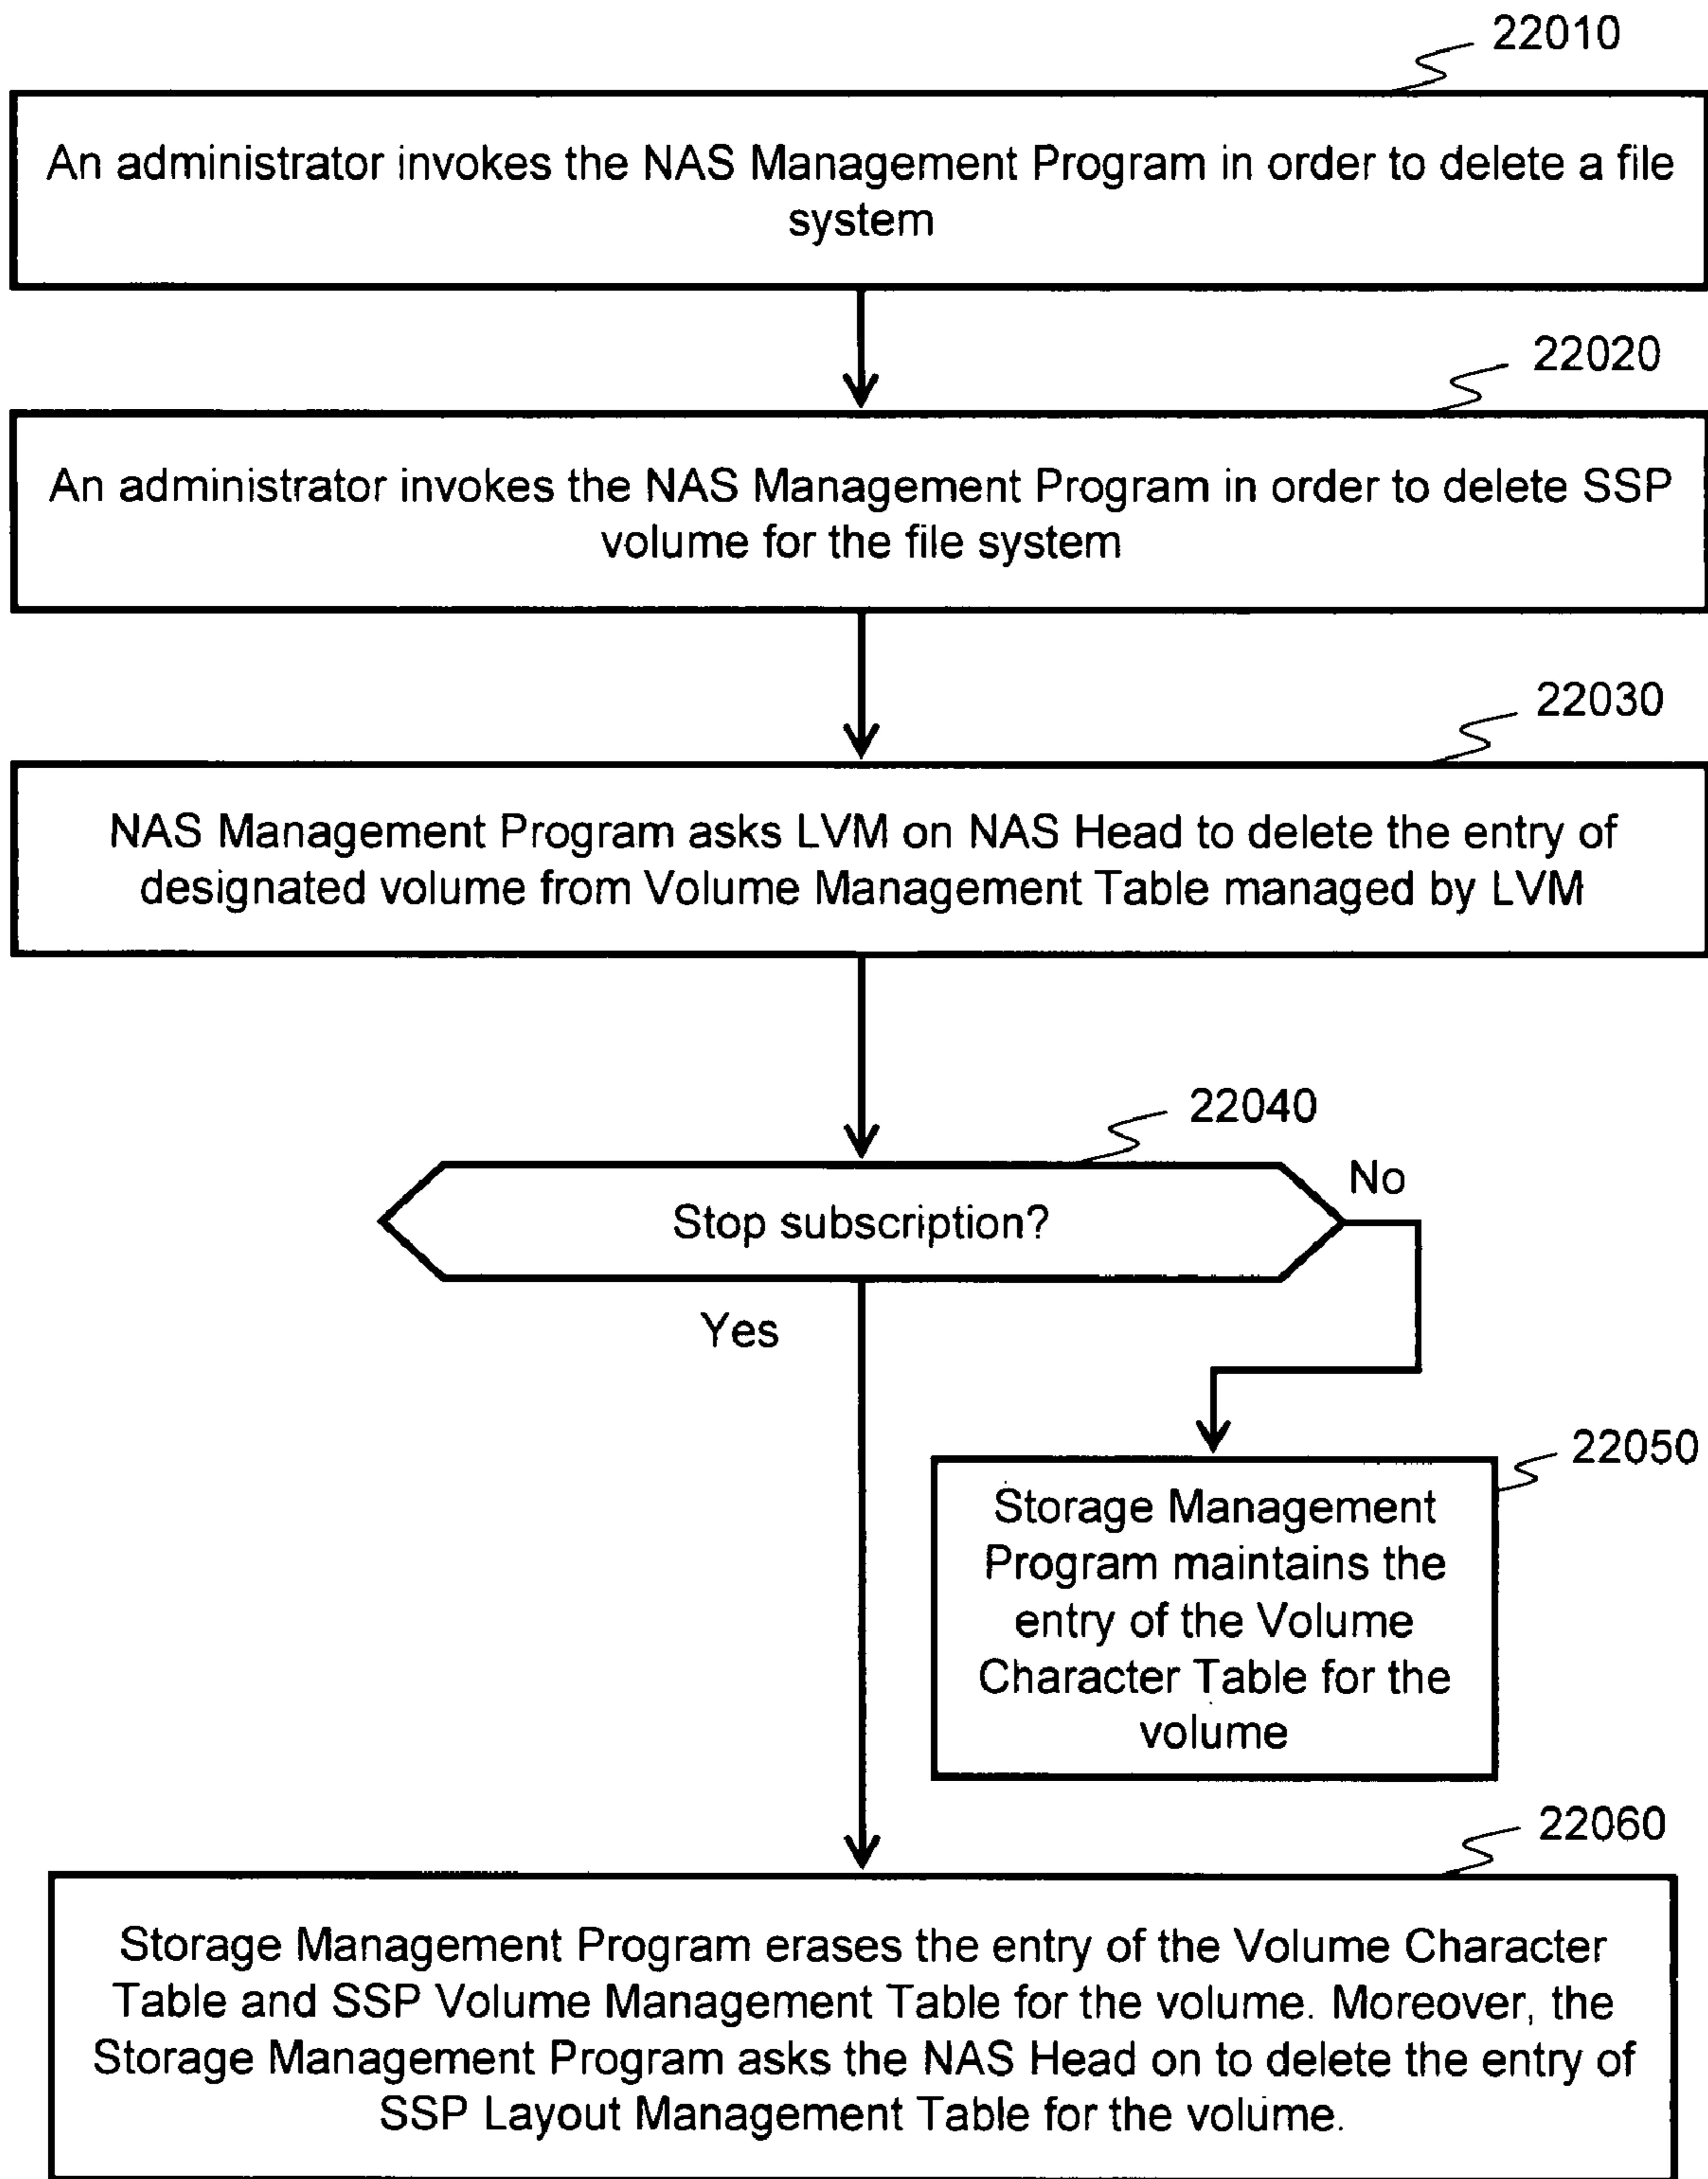 22010
An administrator invokes the NAS Management Program in order to delete a file
system
22020
An administrator invokes the NAS Management Program in order to delete SSP
volume for the file system
22030
NAS Management Program asks LVM on NAS Head to delete the entry of
designated volume from Volume Management Table managed by LVM
22040
No
Stop subscription?
Yes
22050
Storage Management
Program maintains the
entry of the Volume
Character Table for the
volume
22060
Storage Management Program erases the entry of the Volume Character
Table and SSP Volume Management Table for the volume. Moreover, the
Storage Management Program asks the NAS Head on to delete the entry of
SSP Layout Management Table for the volume.